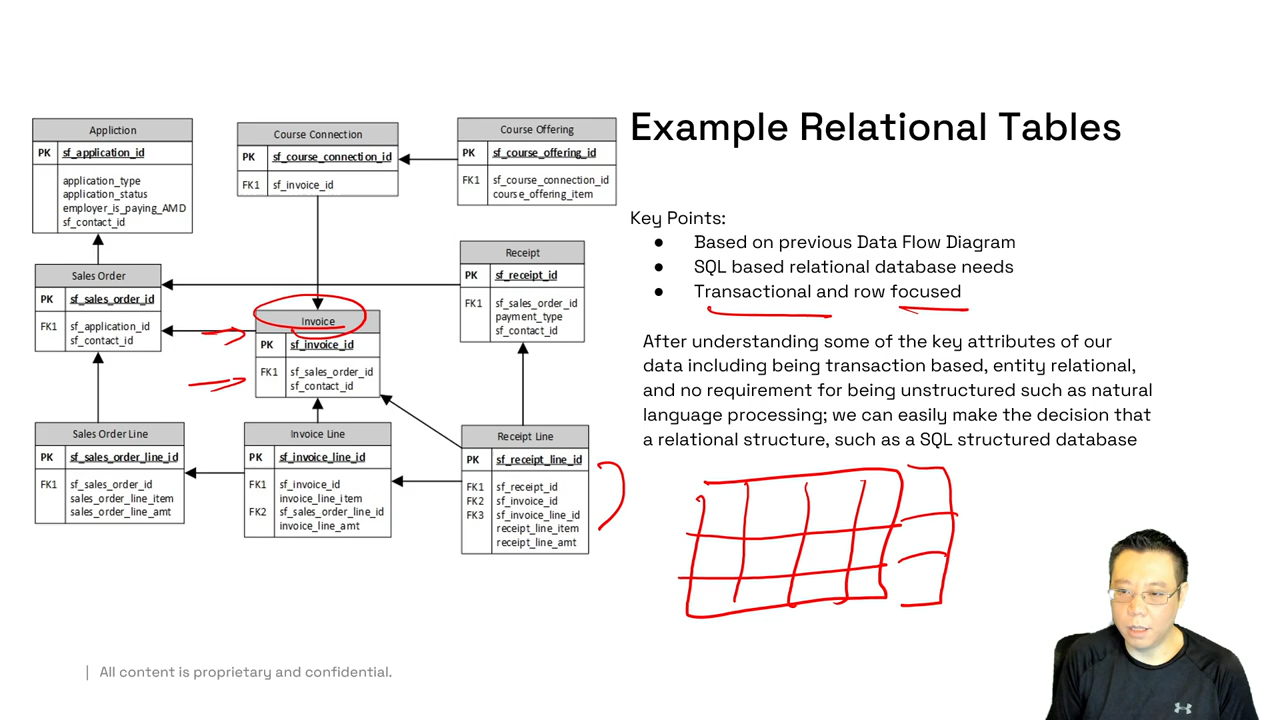 Example Relational Tables
Key Points:
● Based on previous Data Flow Diagram
● SQL based relational database needs
● Transactional and row focused
After understanding some of the key attributes of our
data including being transaction based, entity relational,
and no requirement for being unstructured such as natural
language processing; we can easily make the decision that
a relational structure, such as a SQL structured database
Appliction
PK sf_application_id
application_type
application_status
employer_is_paying_AMD
sf_contact_id
Course Connection
PK sf_course_connection_id
FK1 sf_invoice_id
Course Offering
PK sf_course_offering_id
FK1 sf_course_connection_id
course_offering_item
Sales Order
PK sf_sales_order_id
FK1 sf_application_id
sf_contact_id
Invoice
PK sf_invoice_id
FK1 sf_sales_order_id
sf_contact_id
Receipt
PK sf_receipt_id
FK1 sf_sales_order_id
payment_type
sf_contact_id
Sales Order Line
PK sf_sales_order_line_id
FK1 sf_sales_order_id
sales_order_line_item
sales_order_line_amt
Invoice Line
PK sf_invoice_line_id
FK1 sf_invoice_id
invoice_line_item
FK2 sf_sales_order_line_id
invoice_line_amt
Receipt Line
PK sf_receipt_line_id
FK1 sf_receipt_id
FK2 sf_invoice_id
FK3 sf_invoice_line_id
receipt_line_item
receipt_line_amt
| All content is proprietary and confidential.